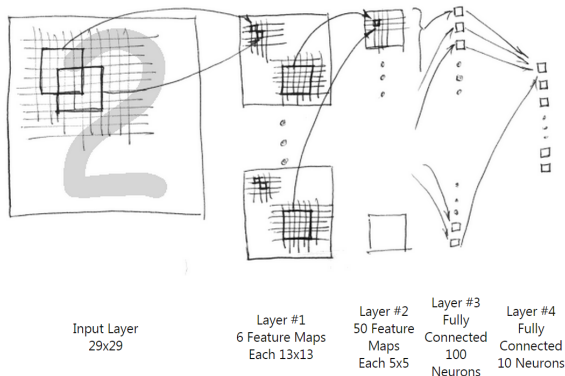 2
Input Layer
29x29
Layer #1
6 Feature Maps
Each 13x13
Layer #2
50 Feature
Maps
Each 5x5
Layer #3
Fully
Connected
100
Neurons
Layer #4
Fully
Connected
10 Neurons